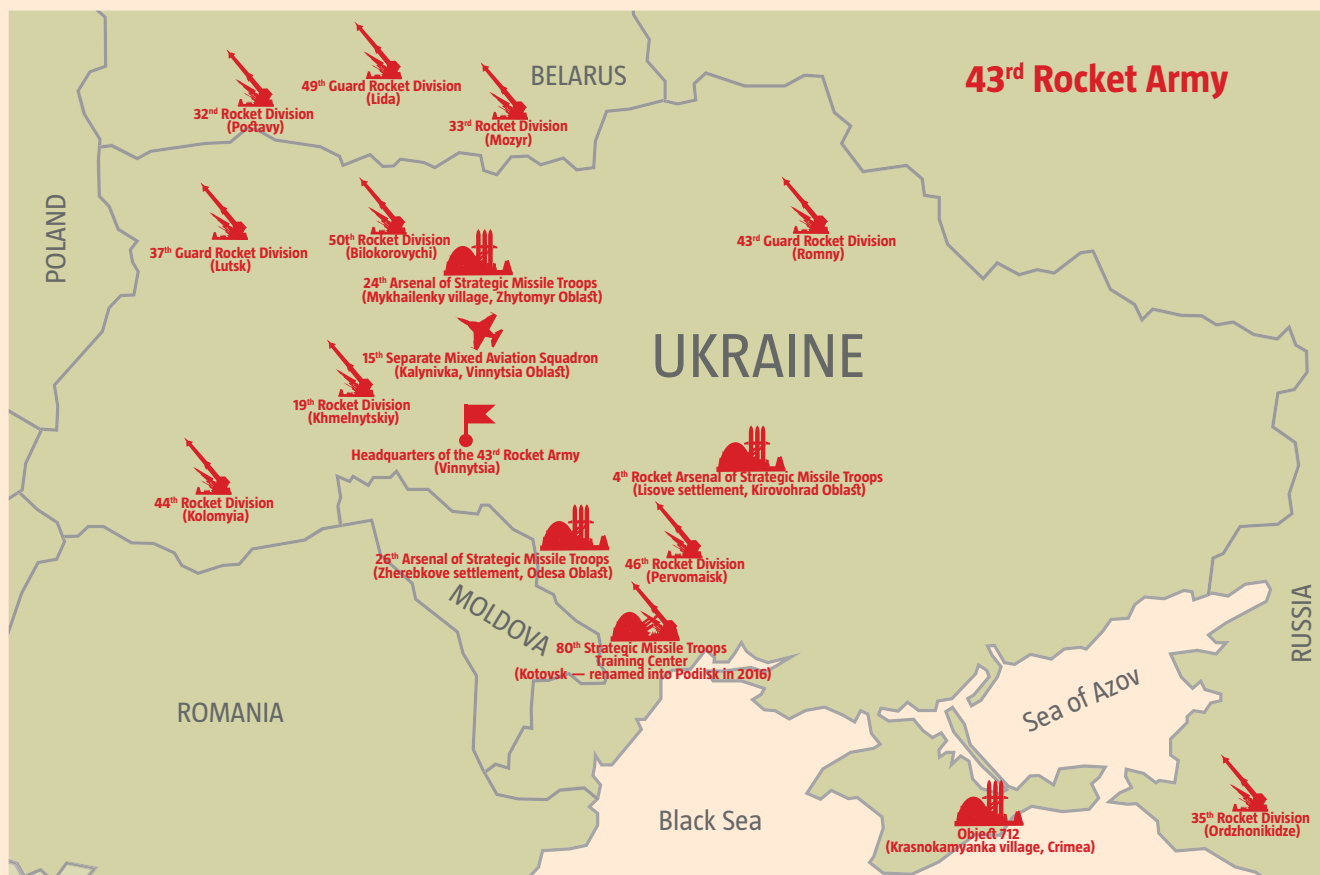 43rd Rocket Army
BELARUS
49th Guard Rocket Division
(Lida)
32nd Rocket Division
(Postavy)
33rd Rocket Division
(Mozyr)
POLAND
37th Guard Rocket Division
(Lutsk)
50th Rocket Division
(Bilokorovychi)
43rd Guard Rocket Division
(Romny)
24th Arsenal of Strategic Missile Troops
(Mykhailenky village, Zhytomyr Oblast)
UKRAINE
15th Separate Mixed Aviation Squadron
(Kalynivka, Vinnytsia Oblast)
19th Rocket Division
(Khmelnytskiy)
Headquarters of the 43rd Rocket Army
(Vinnytsia)
4th Rocket Arsenal of Strategic Missile Troops
(Lisove settlement, Kirovohrad Oblast)
44th Rocket Division
(Kolomyia)
26th Arsenal of Strategic Missile Troops
(Zherebkove settlement, Odesa Oblast)
46th Rocket Division
(Pervomaisk)
MOLDOVA
80th Strategic Missile Troops
Training Center
(Kotovsk — renamed into Podilsk in 2016)
RUSSIA
ROMANIA
Sea of Azov
Black Sea
Object 712
(Krasnokamyanka village, Crimea)
35th Rocket Division
(Ordzhonikidze)